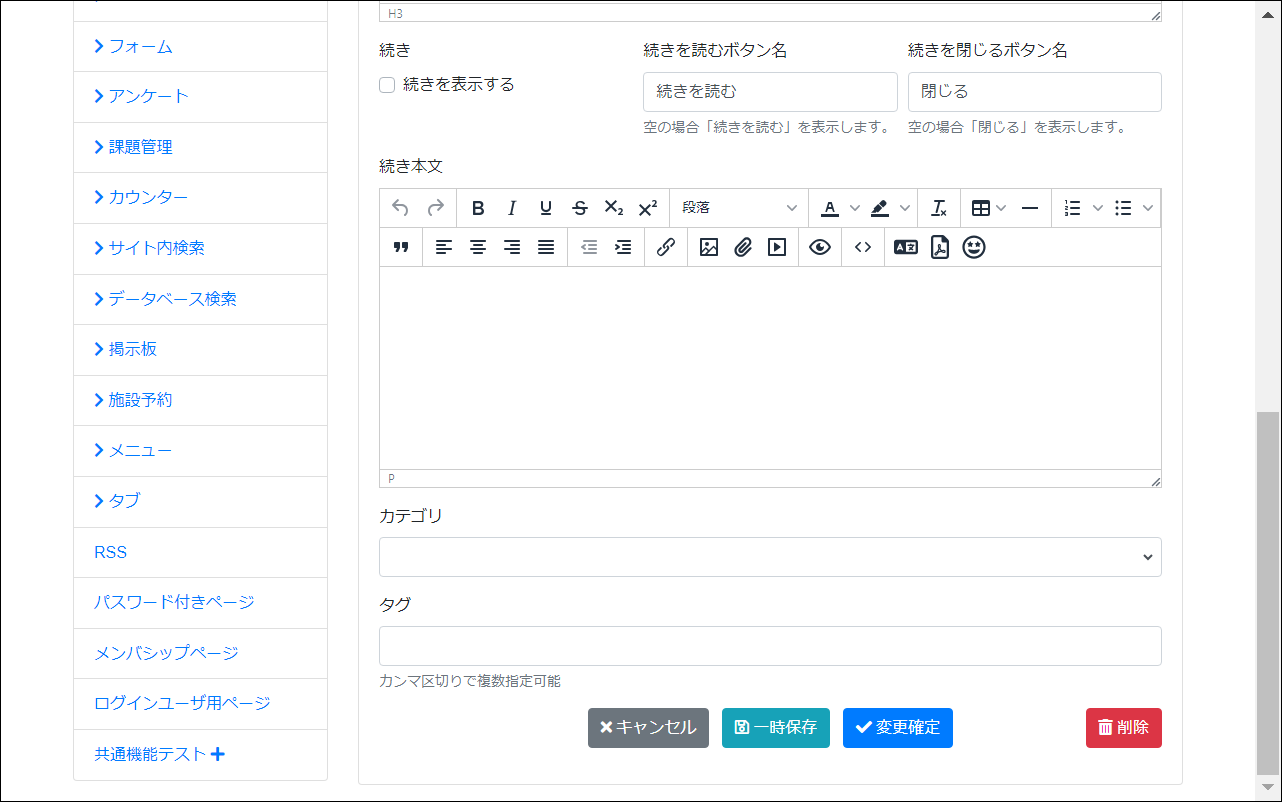 フォーム
アンケート
課題管理
カウンター
サイト内検索
データベース検索
掲示板
施設予約
メニュー
タブ
RSS
パスワード付きページ
メンバシップページ
ログインユーザ用ページ
共通機能テスト
H3
続き 続きを読むボタン名 続きを閉じるボタン名
続きを表示する 続きを読む 閉じる
空の場合「続きを読む」を表示します。 空の場合「閉じる」を表示します。
続き本文
段落
P
カテゴリ
タグ
カンマ区切りで複数指定可能
キャンセル 一時保存 変更確定 削除